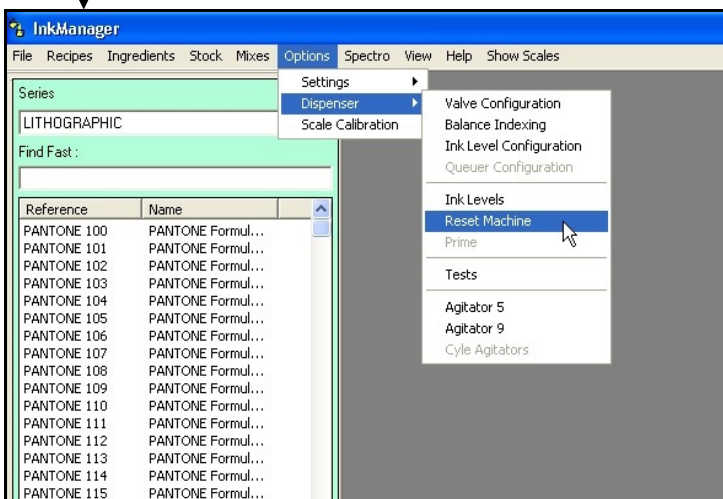 InkManager
File Recipes Ingredients Stock Mixes Options Spectro View Help Show Scales
Settings
Dispenser
Scale Calibration
Valve Configuration
Balance Indexing
Ink Level Configuration
Queuer Configuration
Ink Levels
Reset Machine
Prime
Tests
Agitator 5
Agitator 9
Cyle Agitators
Series
LITHOGRAPHIC
Find Fast :
Reference Name
PANTONE 100 PANTONE Formul...
PANTONE 101 PANTONE Formul...
PANTONE 102 PANTONE Formul...
PANTONE 103 PANTONE Formul...
PANTONE 104 PANTONE Formul...
PANTONE 105 PANTONE Formul...
PANTONE 106 PANTONE Formul...
PANTONE 107 PANTONE Formul...
PANTONE 108 PANTONE Formul...
PANTONE 109 PANTONE Formul...
PANTONE 110 PANTONE Formul...
PANTONE 111 PANTONE Formul...
PANTONE 112 PANTONE Formul...
PANTONE 113 PANTONE Formul...
PANTONE 114 PANTONE Formul...
PANTONE 115 PANTONE Formul...